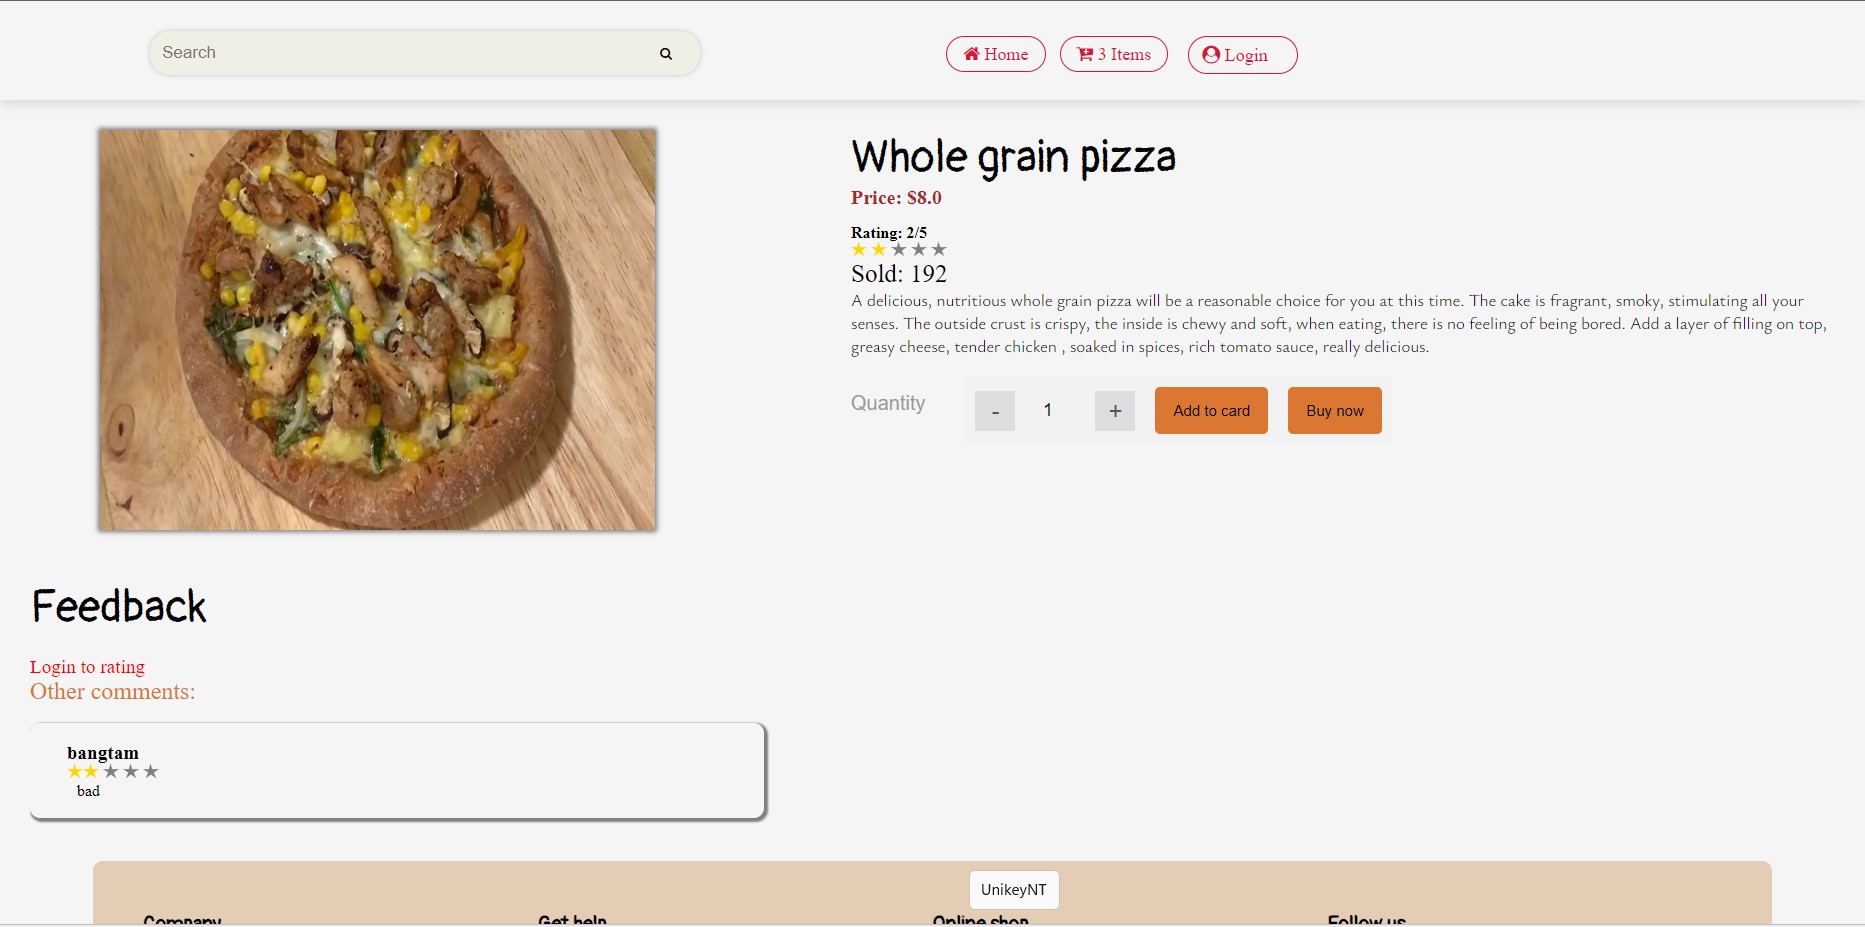 Search
Home
3 Items
Login
Whole grain pizza
Price: $8.0
Rating: 2/5
Sold: 192
A delicious, nutritious whole grain pizza will be a reasonable choice for you at this time. The cake is fragrant, smoky, stimulating all your
senses. The outside crust is crispy, the inside is chewy and soft, when eating, there is no feeling of being bored. Add a layer of filling on top,
greasy cheese, tender chicken , soaked in spices, rich tomato sauce, really delicious.
Quantity - 1 + Add to card Buy now
Feedback
Login to rating
Other comments:
bangtam
bad
UnikeyNT
Company Get help Online shop Follow us